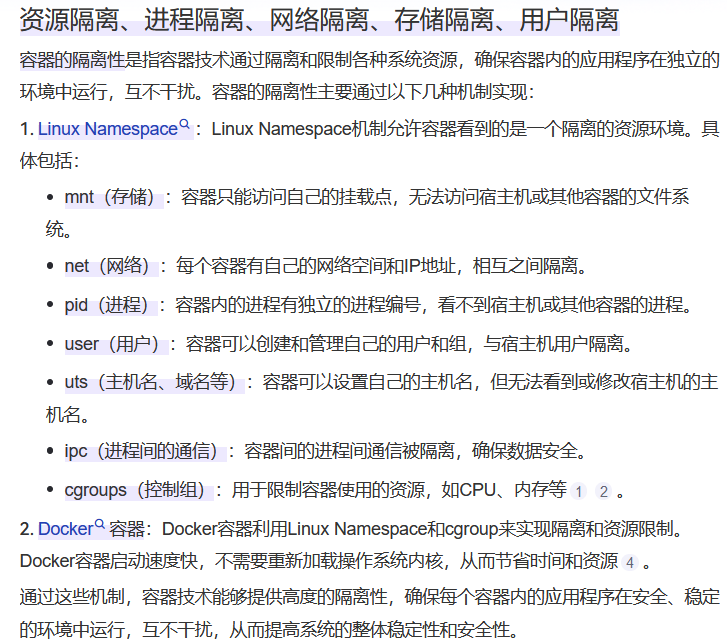 资源隔离、进程隔离、网络隔离、存储隔离、用户隔离
容器的隔离性是指容器技术通过隔离和限制各种系统资源，确保容器内的应用程序在独立的
环境中运行，互不干扰。容器的隔离性主要通过以下几种机制实现：
1. Linux Namespace：Linux Namespace机制允许容器看到的是一个隔离的资源环境。具
体包括：
• mnt（存储）：容器只能访问自己的挂载点，无法访问宿主机或其他容器的文件系
统。
• net（网络）：每个容器有自己的网络空间和IP地址，相互之间隔离。
• pid（进程）：容器内的进程有独立的进程编号，看不到宿主机或其他容器的进程。
• user（用户）：容器可以创建和管理自己的用户和组，与宿主机用户隔离。
• uts（主机名、域名等）：容器可以设置自己的主机名，但无法看到或修改宿主机的主
机名。
• ipc（进程间的通信）：容器间的进程间通信被隔离，确保数据安全。
• cgroups（控制组）：用于限制容器使用的资源，如CPU、内存等 1 2 。
2. Docker 容器：Docker容器利用Linux Namespace和cgroup来实现隔离和资源限制。
Docker容器启动速度快，不需要重新加载操作系统内核，从而节省时间和资源 4 。
通过这些机制，容器技术能够提供高度的隔离性，确保每个容器内的应用程序在安全、稳定
的环境中运行，互不干扰，从而提高系统的整体稳定性和安全性。